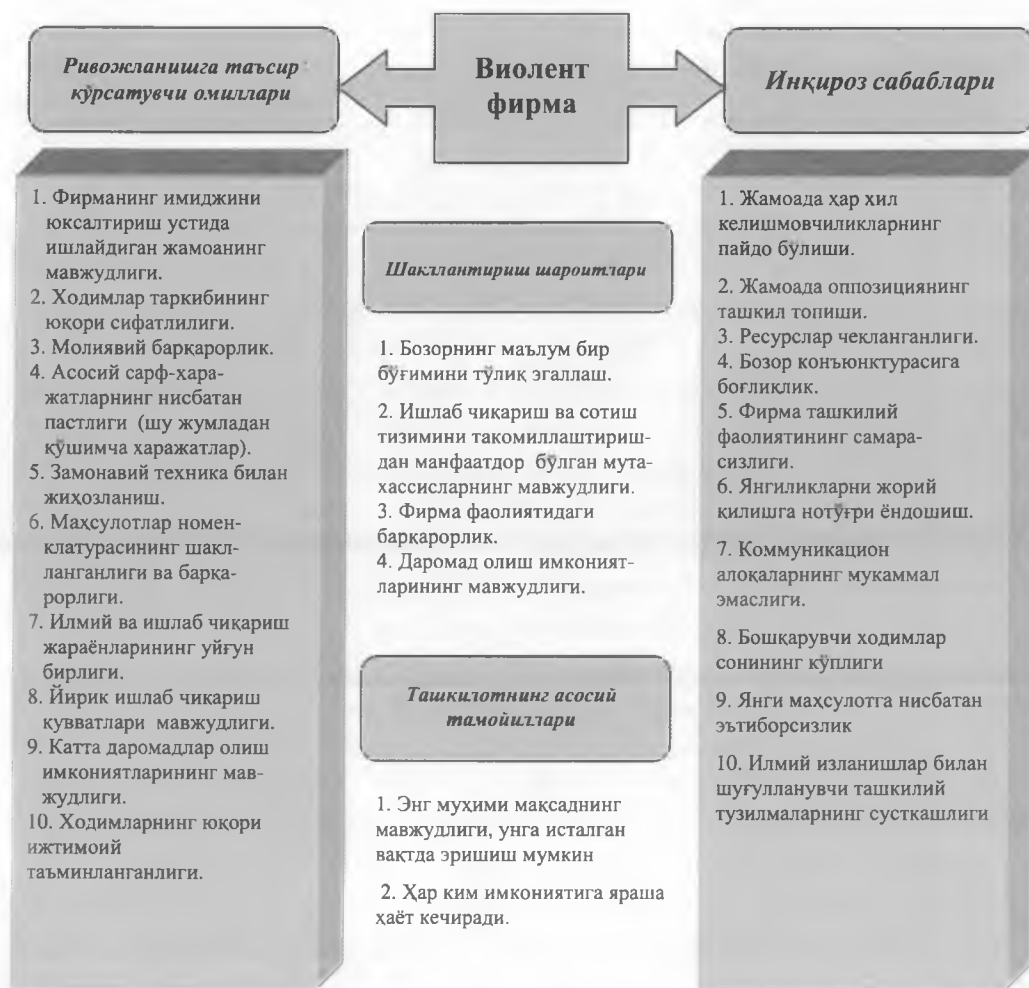 Ривожланишга таъсир
кўрсатувчи омиллари
Виолент
фирма
Инқироз сабаблари
1. Фирманинг имиджини
юксалтириш устида
ишлайдиган жамоанинг
мавжудлиги.
2. Ходимлар таркибининг
юқори сифатлилиги.
3. Молиявий барқарорлик.
4. Асосий сарф-хара-
жатларнинг нисбатан
пастлиги (шу жумладан
қўшимча харажатлар).
5. Замонавий техника билан
жиҳозланиш.
6. Маҳсулотлар номен-
клатурасининг шакл-
ланганлиги ва барқа-
рорлиги.
7. Илмий ва ишлаб чиқариш
жараёнларининг уйғун
бирлиги.
8. Йирик ишлаб чикариш
қувватлари мавжудлиги.
9. Катта даромадлар олиш
имкониятларининг мав-
жудлиги.
10. Ходимларнинг юқори
ижтимоий
таъминланганлиги.
Шакллантириш шароитлари
1. Бозорнинг маълум бир
бўғимини тўлиқ эгаллаш.
2. Ишлаб чиқариш ва сотиш
тизимини такомиллаштириш-
дан манфаатдор бўлган мута-
хассисларнинг мавжудлиги.
3. Фирма фаолиятидаги
барқарорлик.
4. Даромад олиш имконият-
ларининг мавжудлиги.
Ташкилотнинг асосий
тамойиллари
1. Энг муҳими мақсаднинг
мавжудлиги, унга исталган
вақтда эришиш мумкин
2. Ҳар ким имкониятига яраша
ҳаёт кечиради.
1. Жамоада ҳар хил
келишмовчиликларнинг
пайдо бўлиши.
2. Жамоада оппозициянинг
ташкил топиши.
3. Ресурслар чекланганлиги.
4. Бозор конъюнктурасига
боғликлик.
5. Фирма ташкилий
фаолиятининг самара-
сизлиги.
6. Янгиликларни жорий
қилишга нотўғри ёндошиш.
7. Коммуникацион
алоқаларнинг мукаммал
эмаслиги.
8. Бошқарувчи ходимлар
сонининг кўплиги
9. Янги маҳсулотга нисбатан
эътиборсизлик
10. Илмий изланишлар билан
шуғулланувчи ташкилий
тузилмаларнинг сусткашлиги